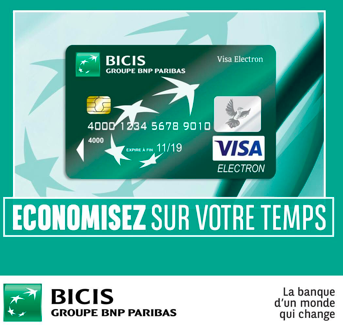 BICIS
GROUPE BNP PARIBAS
Visa Electron
4000 1234 5678 9010
4000
EXPIRE À FIN 11/19
VISA
ELECTRON
ECONOMISEZ SUR VOTRE TEMPS
BICIS
GROUPE BNP PARIBAS
La banque
d'un monde
qui change